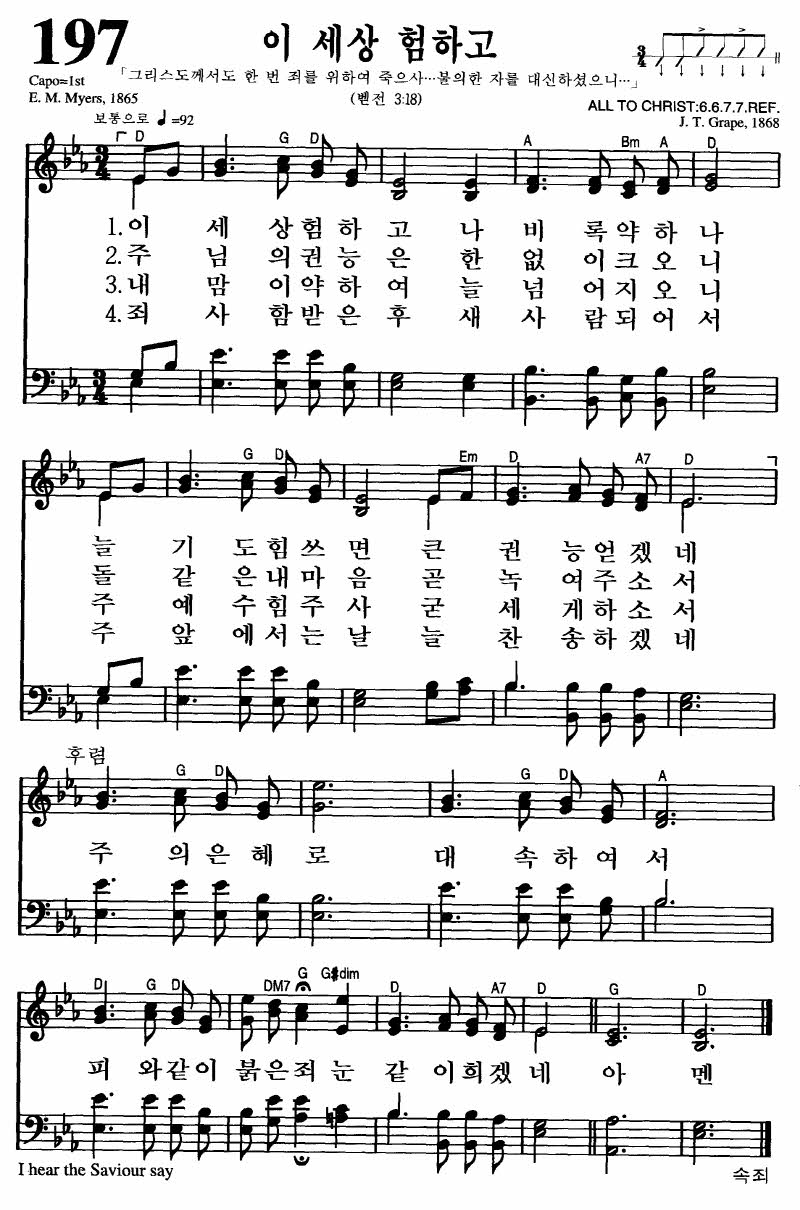 197
이 세상 험하고
3/4
Capo=1st
「그리스도께서도 한 번 죄를 위하여 죽으사…불의한 자를 대신하셨으니…」
E. M. Myers, 1865
(벧전 3:18)
ALL TO CHRIST:6.6.7.7.REF.
J. T. Grape, 1868
보통으로 ♩=92
D G D A Bm A D
1.이 세 상험하 고 나 비 록약하 나
2.주 님 의권능 은 한 없 이크오 니
3.내 맘 이약하 여 늘 넘 어지오 니
4.죄 사 함받은 후 새 사 람되어 서
G D Em D A7 D
늘 기 도힘쓰 면 큰 권 능얻겠 네
돌 같 은내마 음 곧 녹 여주소 서
주 예 수힘주 사 굳 세 게하소 서
주 앞 에서는 날 늘 찬 송하겠 네
후렴
G D G D A
주 의은혜 로 대 속하여 서
D G D DM7 G G#dim D A7 D G D
피 와같이 붉은죄 눈 같 이희겠 네 아 멘
I hear the Saviour say
속죄